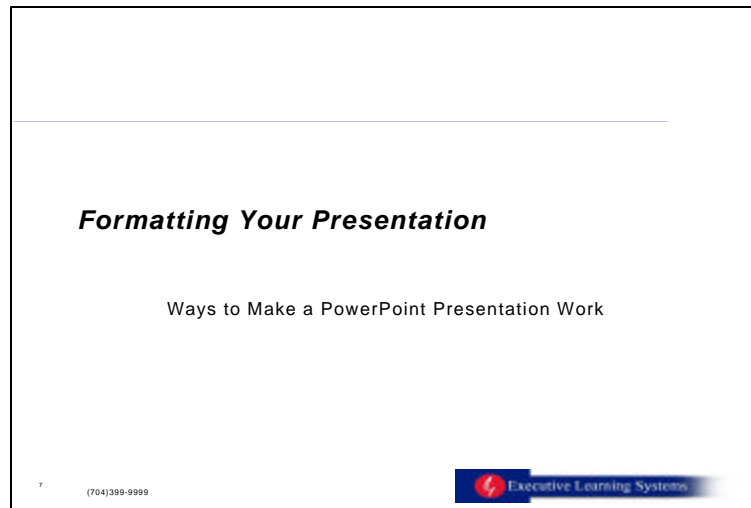 Formatting Your Presentation
Ways to Make a PowerPoint Presentation Work
7
(704)399-9999
Executive Learning Systems